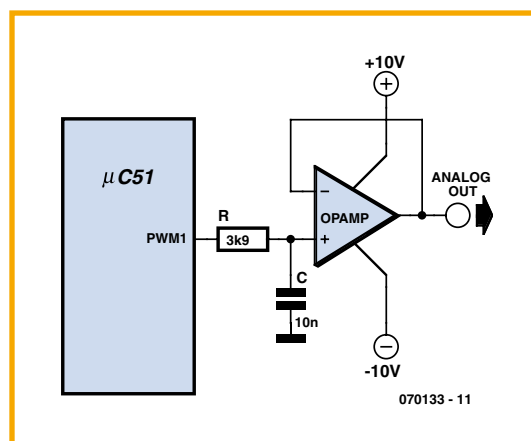 +10V
μC51
ANALOG
OUT
R
OPAMP
PWM1
3k9
C
10n
-10V
070133 - 11